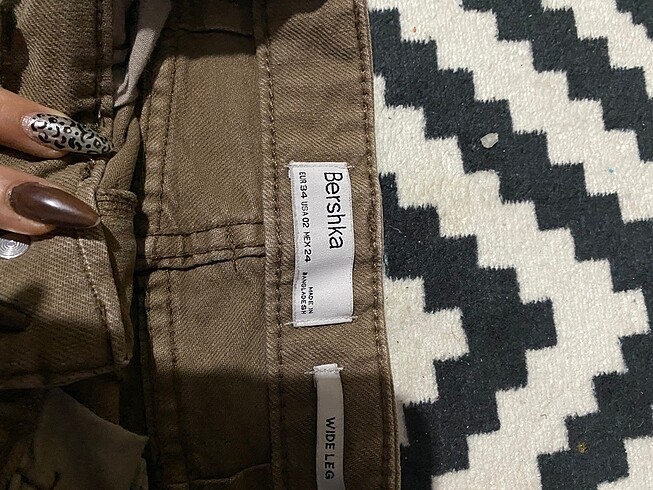 Bershka
EUR 34 USA 02 MEX 24
MADE IN
BANGLADESH
WIDE LEG